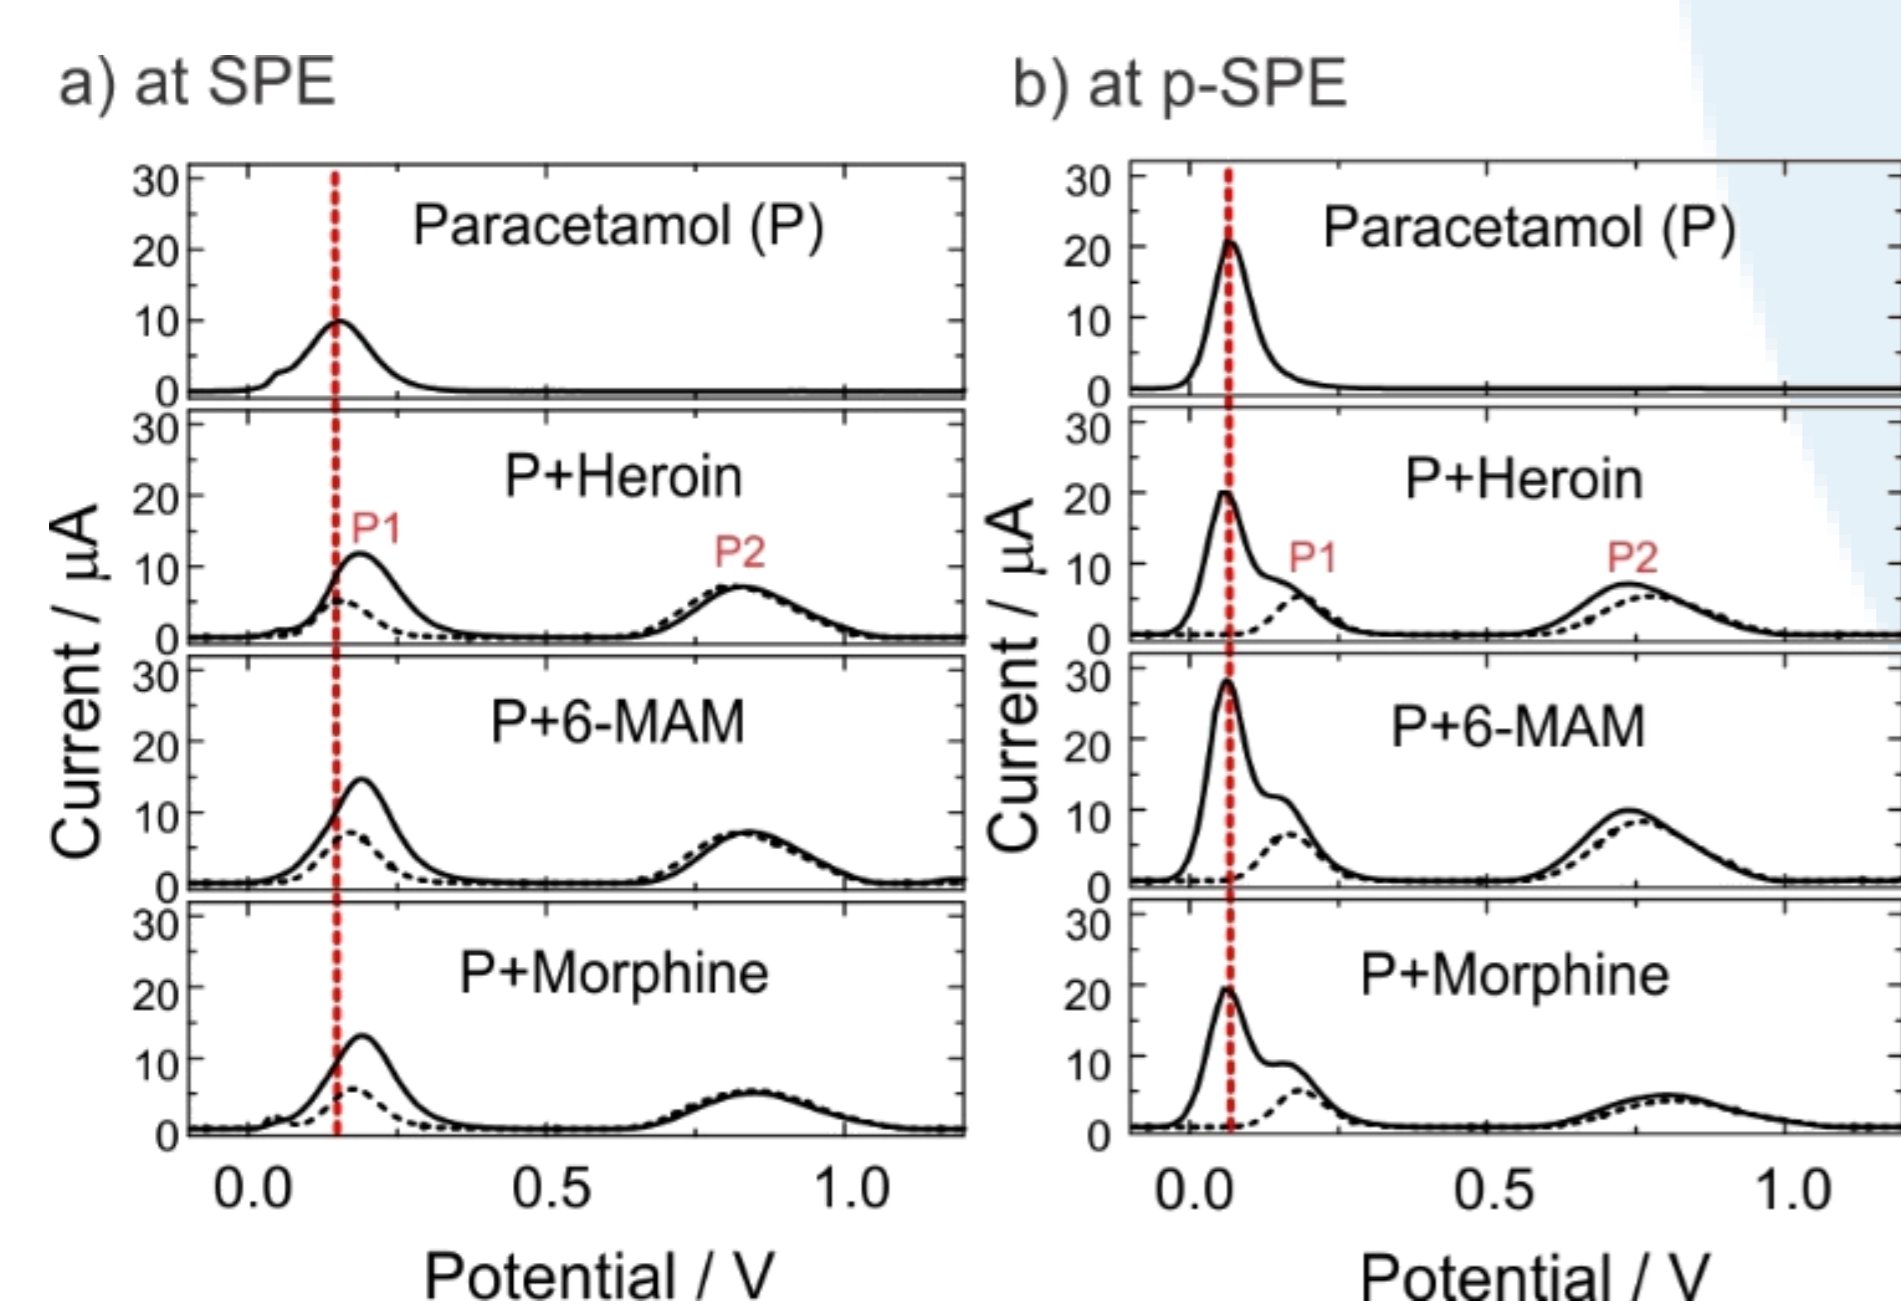 a) at SPE
30
20
10
0
Paracetamol (P)
30
20
10
0
P+Heroin
P1
P2
30
20
10
0
P+6-MAM
30
20
10
0
P+Morphine
0.0 0.5 1.0
Current / μA
Potential / V
b) at p-SPE
30
20
10
0
Paracetamol (P)
30
20
10
0
P+Heroin
P1
P2
30
20
10
0
P+6-MAM
30
20
10
0
P+Morphine
0.0 0.5 1.0
Current / μA
Potential / V